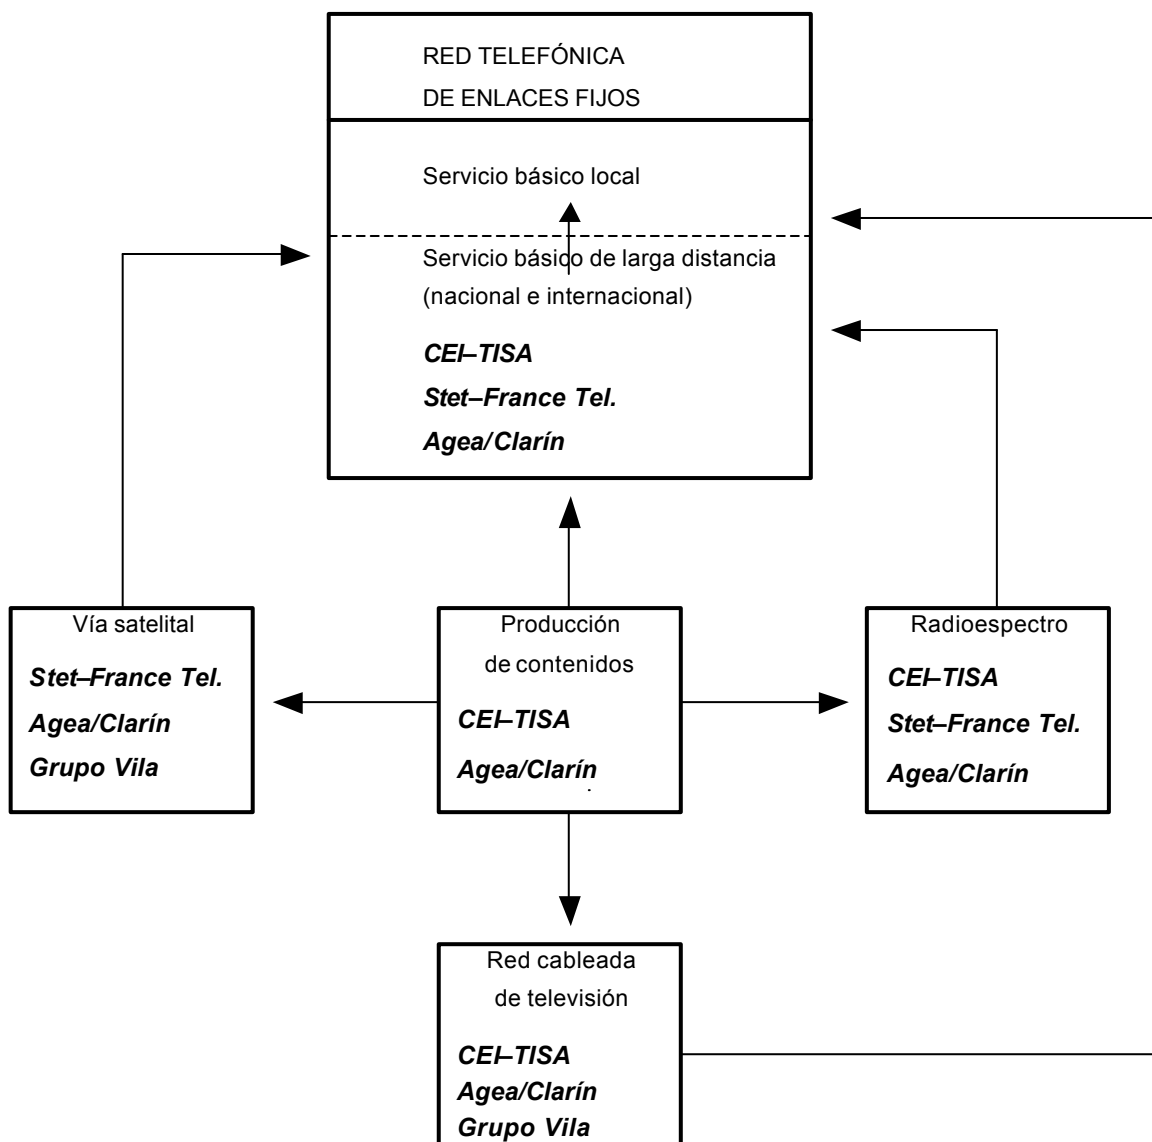 RED TELEFÓNICA
DE ENLACES FIJOS
Servicio básico local
Servicio básico de larga distancia
(nacional e internacional)
CEI–TISA
Stet–France Tel.
Agea/Clarín
Vía satelital
Stet–France Tel.
Agea/Clarín
Grupo Vila
Producción
de contenidos
CEI–TISA
Agea/Clarín
Radioespectro
CEI–TISA
Stet–France Tel.
Agea/Clarín
Red cableada
de televisión
CEI–TISA
Agea/Clarín
Grupo Vila